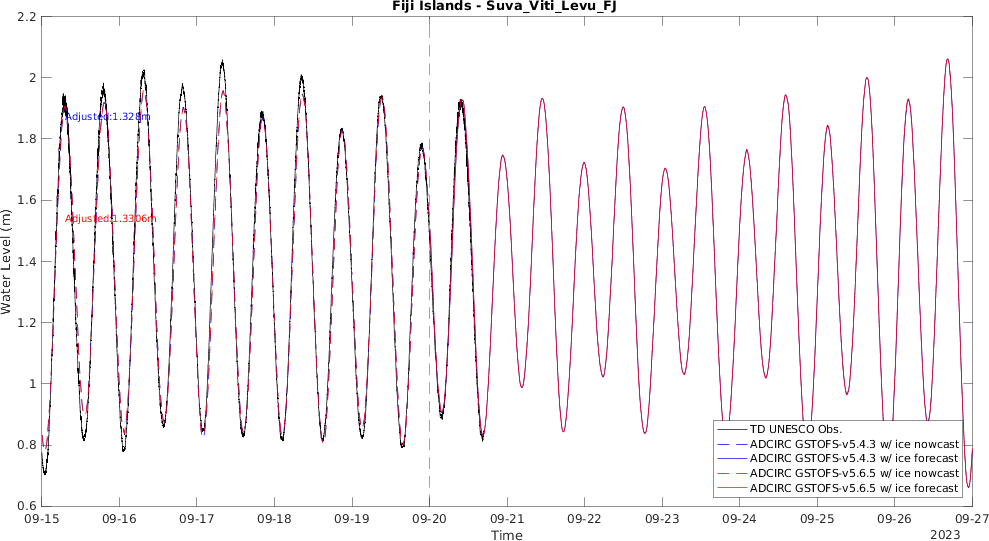 Fiji Islands - Suva_Viti_Levu_FJ
2.2
2
1.8
1.6
1.4
1.2
1
0.8
0.6
Water Level (m)
Adjusted:1.328m
Adjusted:1.3306m
TD UNESCO Obs.
ADCIRC GSTOFS-v5.4.3 w/ ice nowcast
ADCIRC GSTOFS-v5.4.3 w/ ice forecast
ADCIRC GSTOFS-v5.6.5 w/ ice nowcast
ADCIRC GSTOFS-v5.6.5 w/ ice forecast
09-15 09-16 09-17 09-18 09-19 09-20 09-21 09-22 09-23 09-24 09-25 09-26 09-27
Time
2023